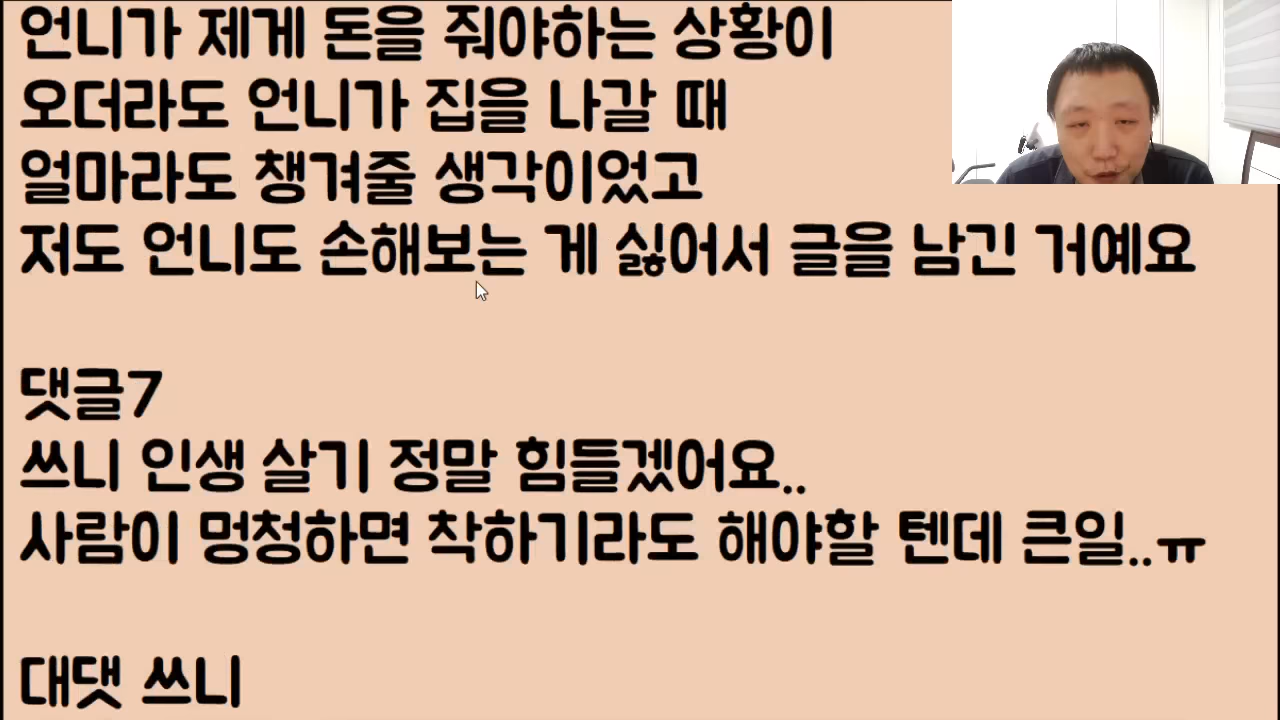 언니가 제게 돈을 줘야하는 상황이
오더라도 언니가 집을 나갈 때
얼마라도 챙겨줄 생각이었고
저도 언니도 손해보는 게 싫어서 글을 남긴 거예요
댓글7
쓰니 인생 살기 정말 힘들겠어요..
사람이 멍청하면 착하기라도 해야할 텐데 큰일..ㅠ
대댓 쓰니